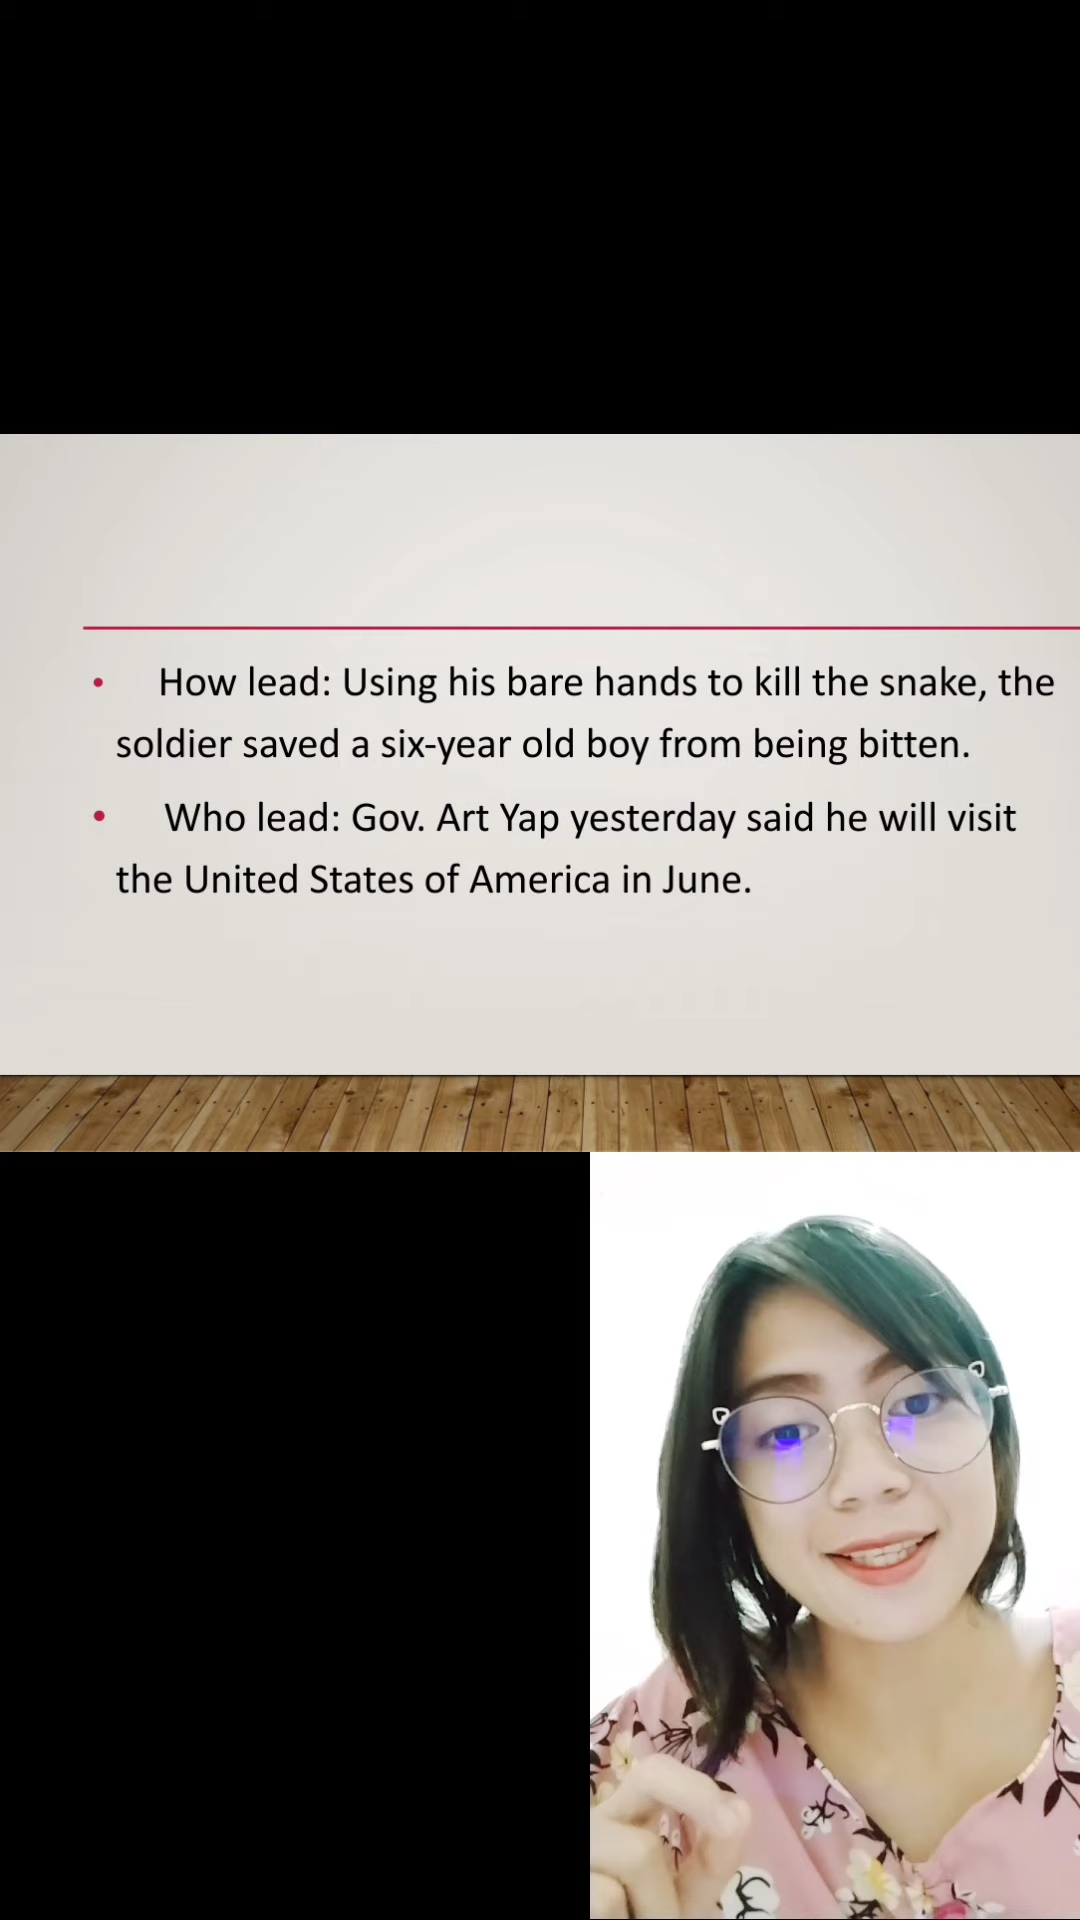 How lead: Using his bare hands to kill the snake, the
soldier saved a six-year old boy from being bitten.
Who lead: Gov. Art Yap yesterday said he will visit
the United States of America in June.